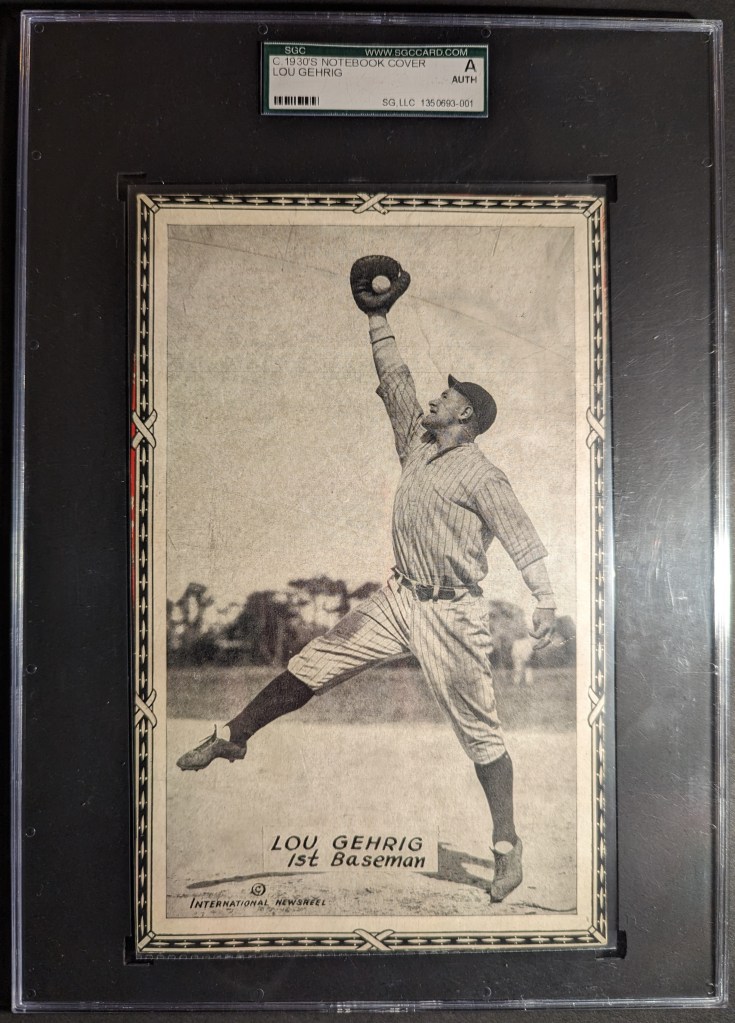 SGC WWW.SGCCARD.COM
C.1930'S NOTEBOOK COVER A
LOU GEHRIG AUTH
SG, LLC 1350693-001
LOU GEHRIG
1st Baseman
©
INTERNATIONAL NEWSREEL